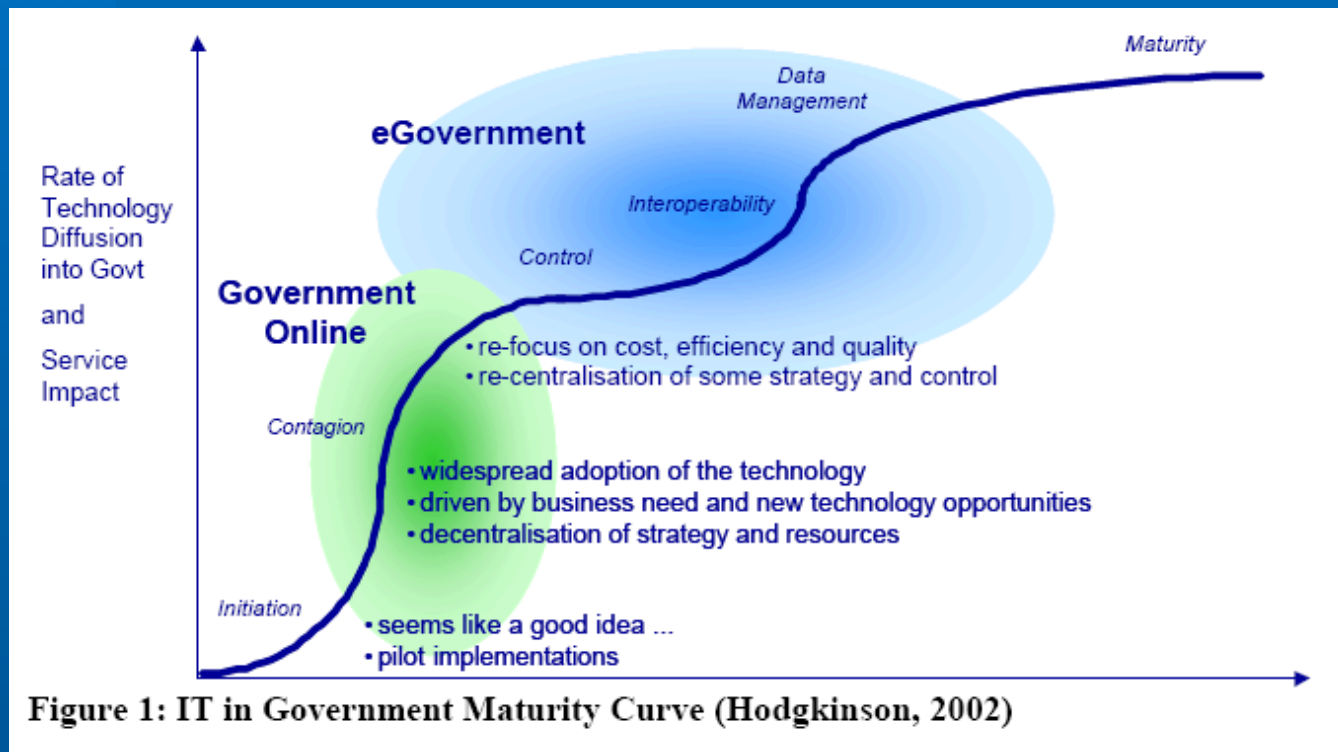 Maturity
Data
Management
eGovernment
Rate of
Technology
Diffusion
into Govt
and
Service
Impact
Interoperability
Control
Government
Online
• re-focus on cost, efficiency and quality
• re-centralisation of some strategy and control
Contagion
• widespread adoption of the technology
• driven by business need and new technology opportunities
• decentralisation of strategy and resources
Initiation
• seems like a good idea ...
• pilot implementations
Figure 1: IT in Government Maturity Curve (Hodgkinson, 2002)